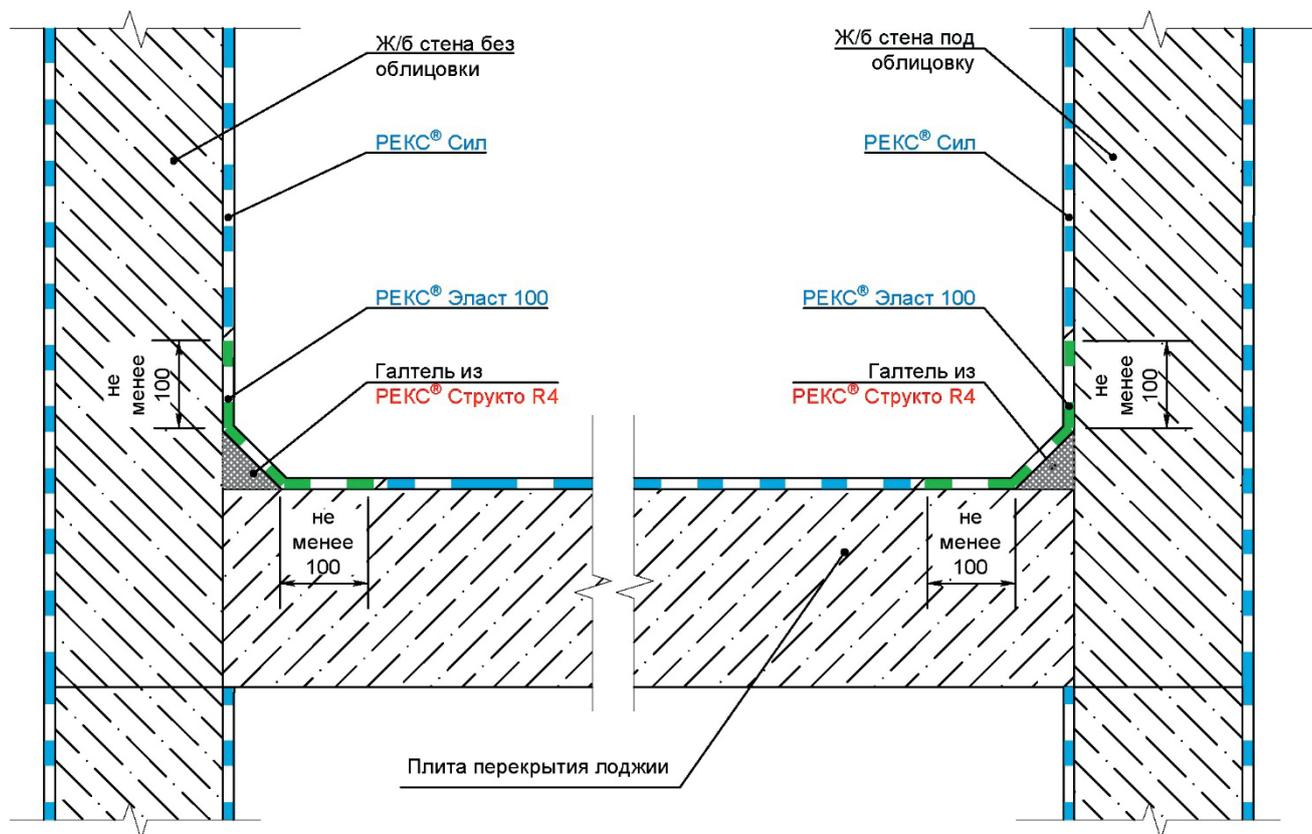 Ж/б стена без
облицовки
Ж/б стена под
облицовку
РЕКС® Сил
РЕКС® Сил
РЕКС® Эласт 100
РЕКС® Эласт 100
Галтель из
РЕКС® Структо R4
Галтель из
РЕКС® Структо R4
не
менее
100
не
менее
100
не
менее
100
не
менее
100
Плита перекрытия лоджии